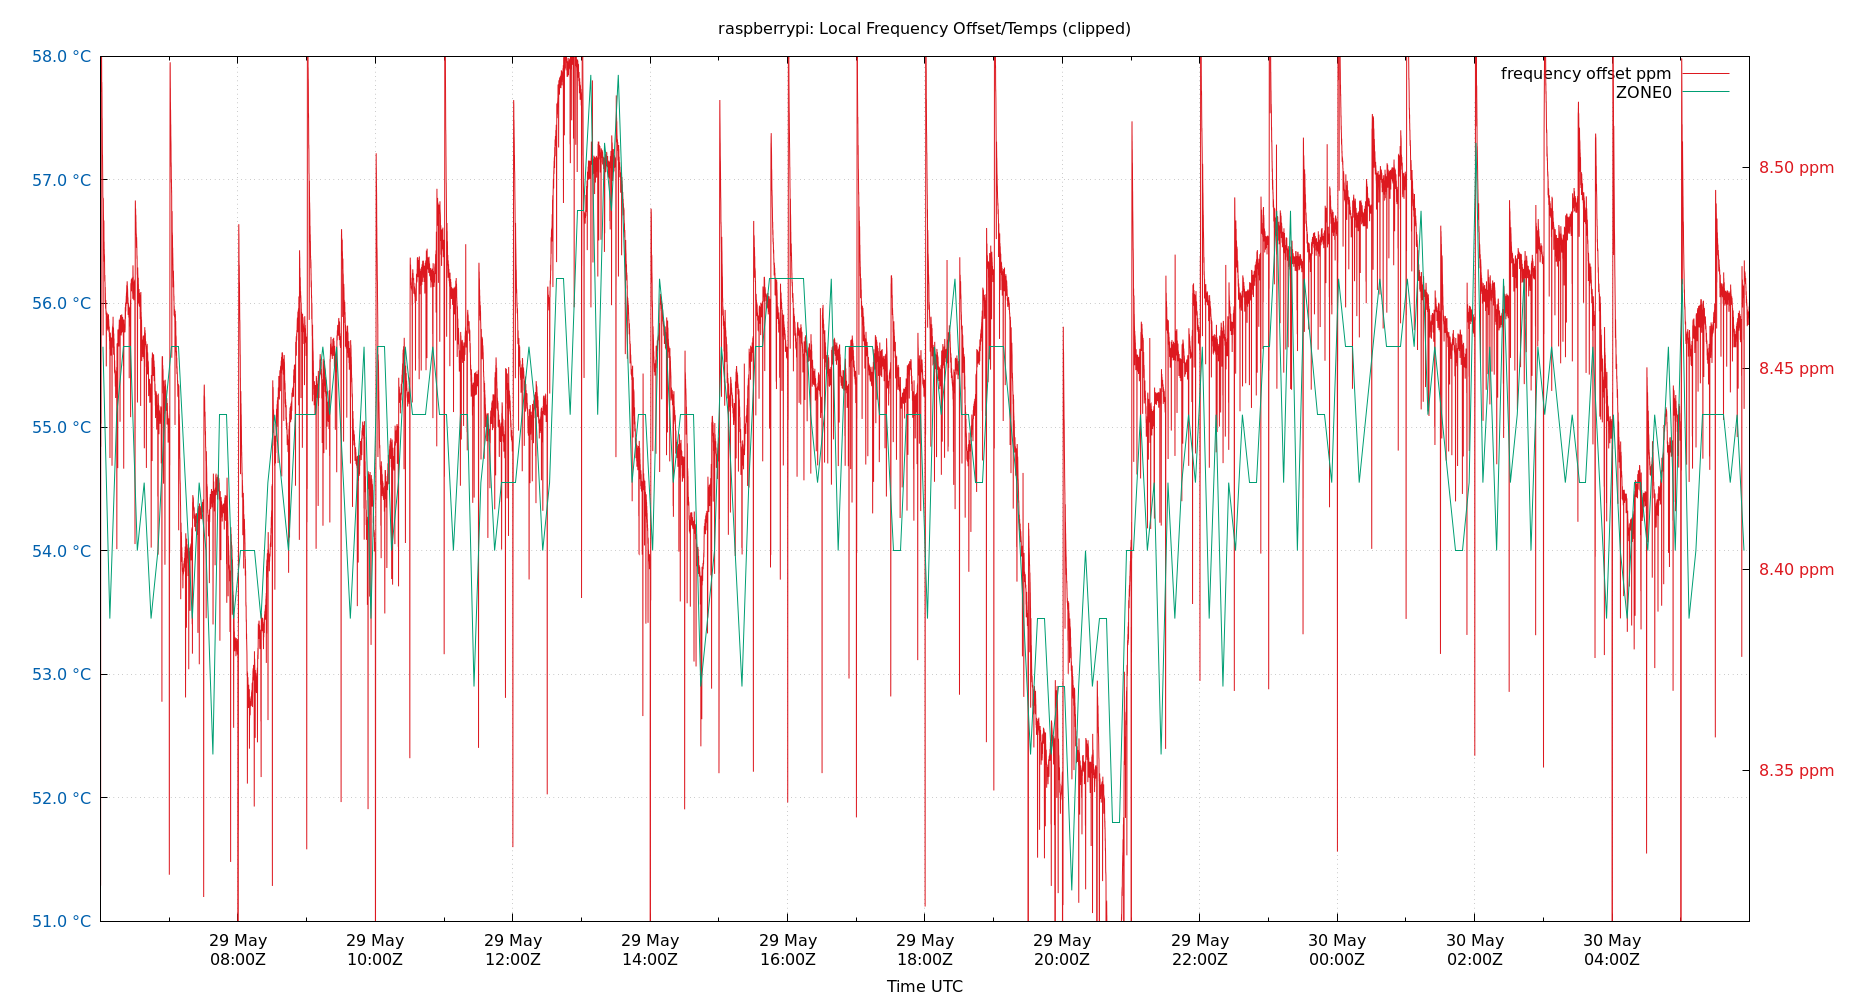 raspberrypi: Local Frequency Offset/Temps (clipped)
58.0 °C
57.0 °C
56.0 °C
55.0 °C
54.0 °C
53.0 °C
52.0 °C
51.0 °C
frequency offset ppm
ZONE0
8.50 ppm
8.45 ppm
8.40 ppm
8.35 ppm
29 May
08:00Z
29 May
10:00Z
29 May
12:00Z
29 May
14:00Z
29 May
16:00Z
29 May
18:00Z
29 May
20:00Z
29 May
22:00Z
30 May
00:00Z
30 May
02:00Z
30 May
04:00Z
Time UTC